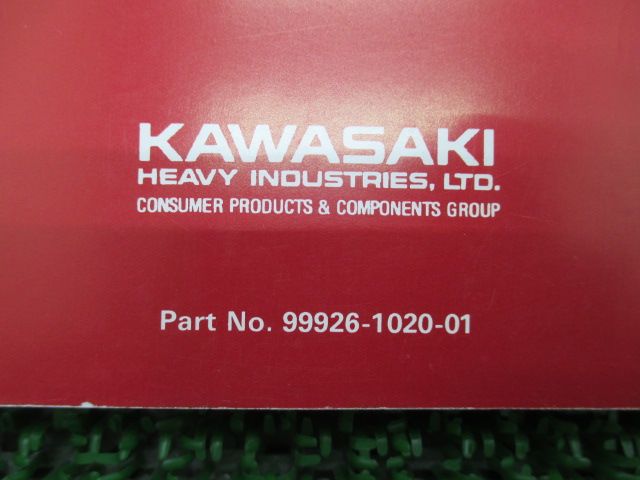 KAWASAKI
HEAVY INDUSTRIES, LTD.
CONSUMER PRODUCTS & COMPONENTS GROUP
Part No. 99926-1020-01